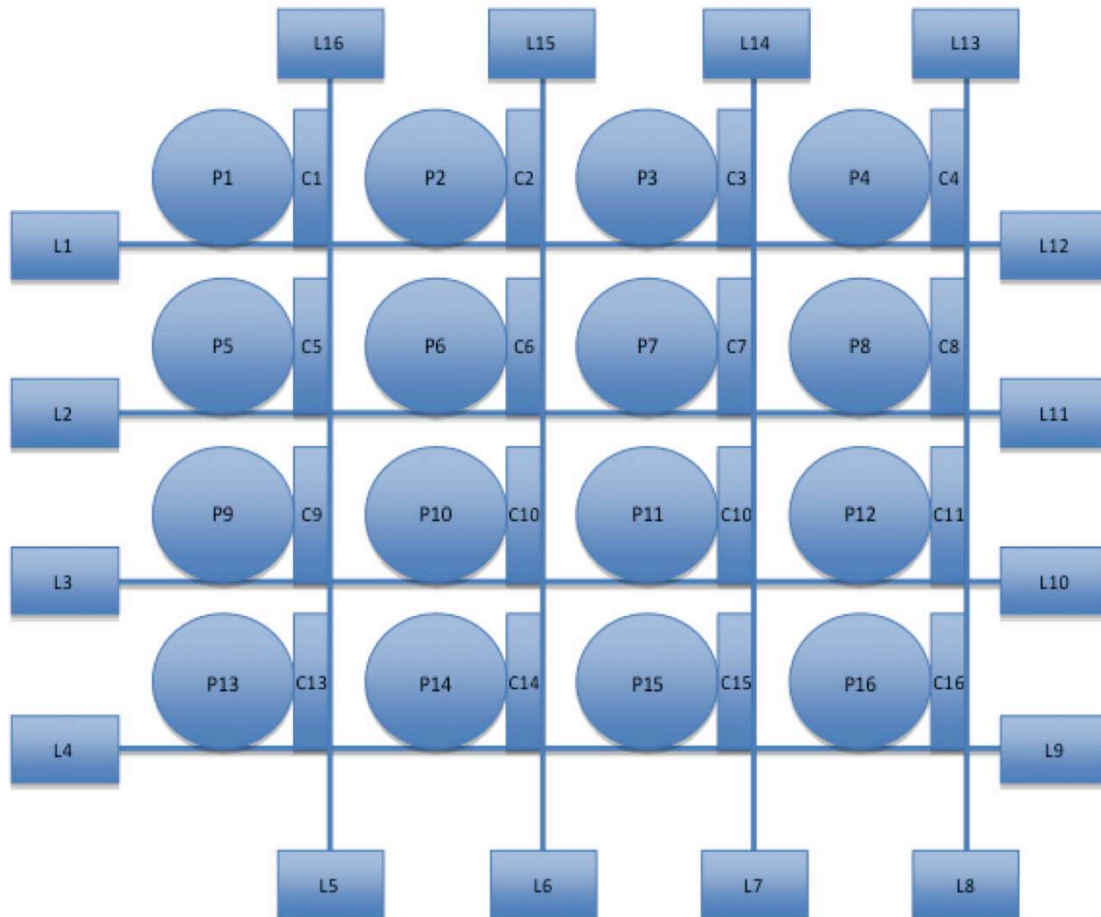 L16 L15 L14 L13
P1 C1 P2 C2 P3 C3 P4 C4
L1 L12
P5 C5 P6 C6 P7 C7 P8 C8
L2 L11
P9 C9 P10 C10 P11 C10 P12 C11
L3 L10
P13 C13 P14 C14 P15 C15 P16 C16
L4 L9
L5 L6 L7 L8